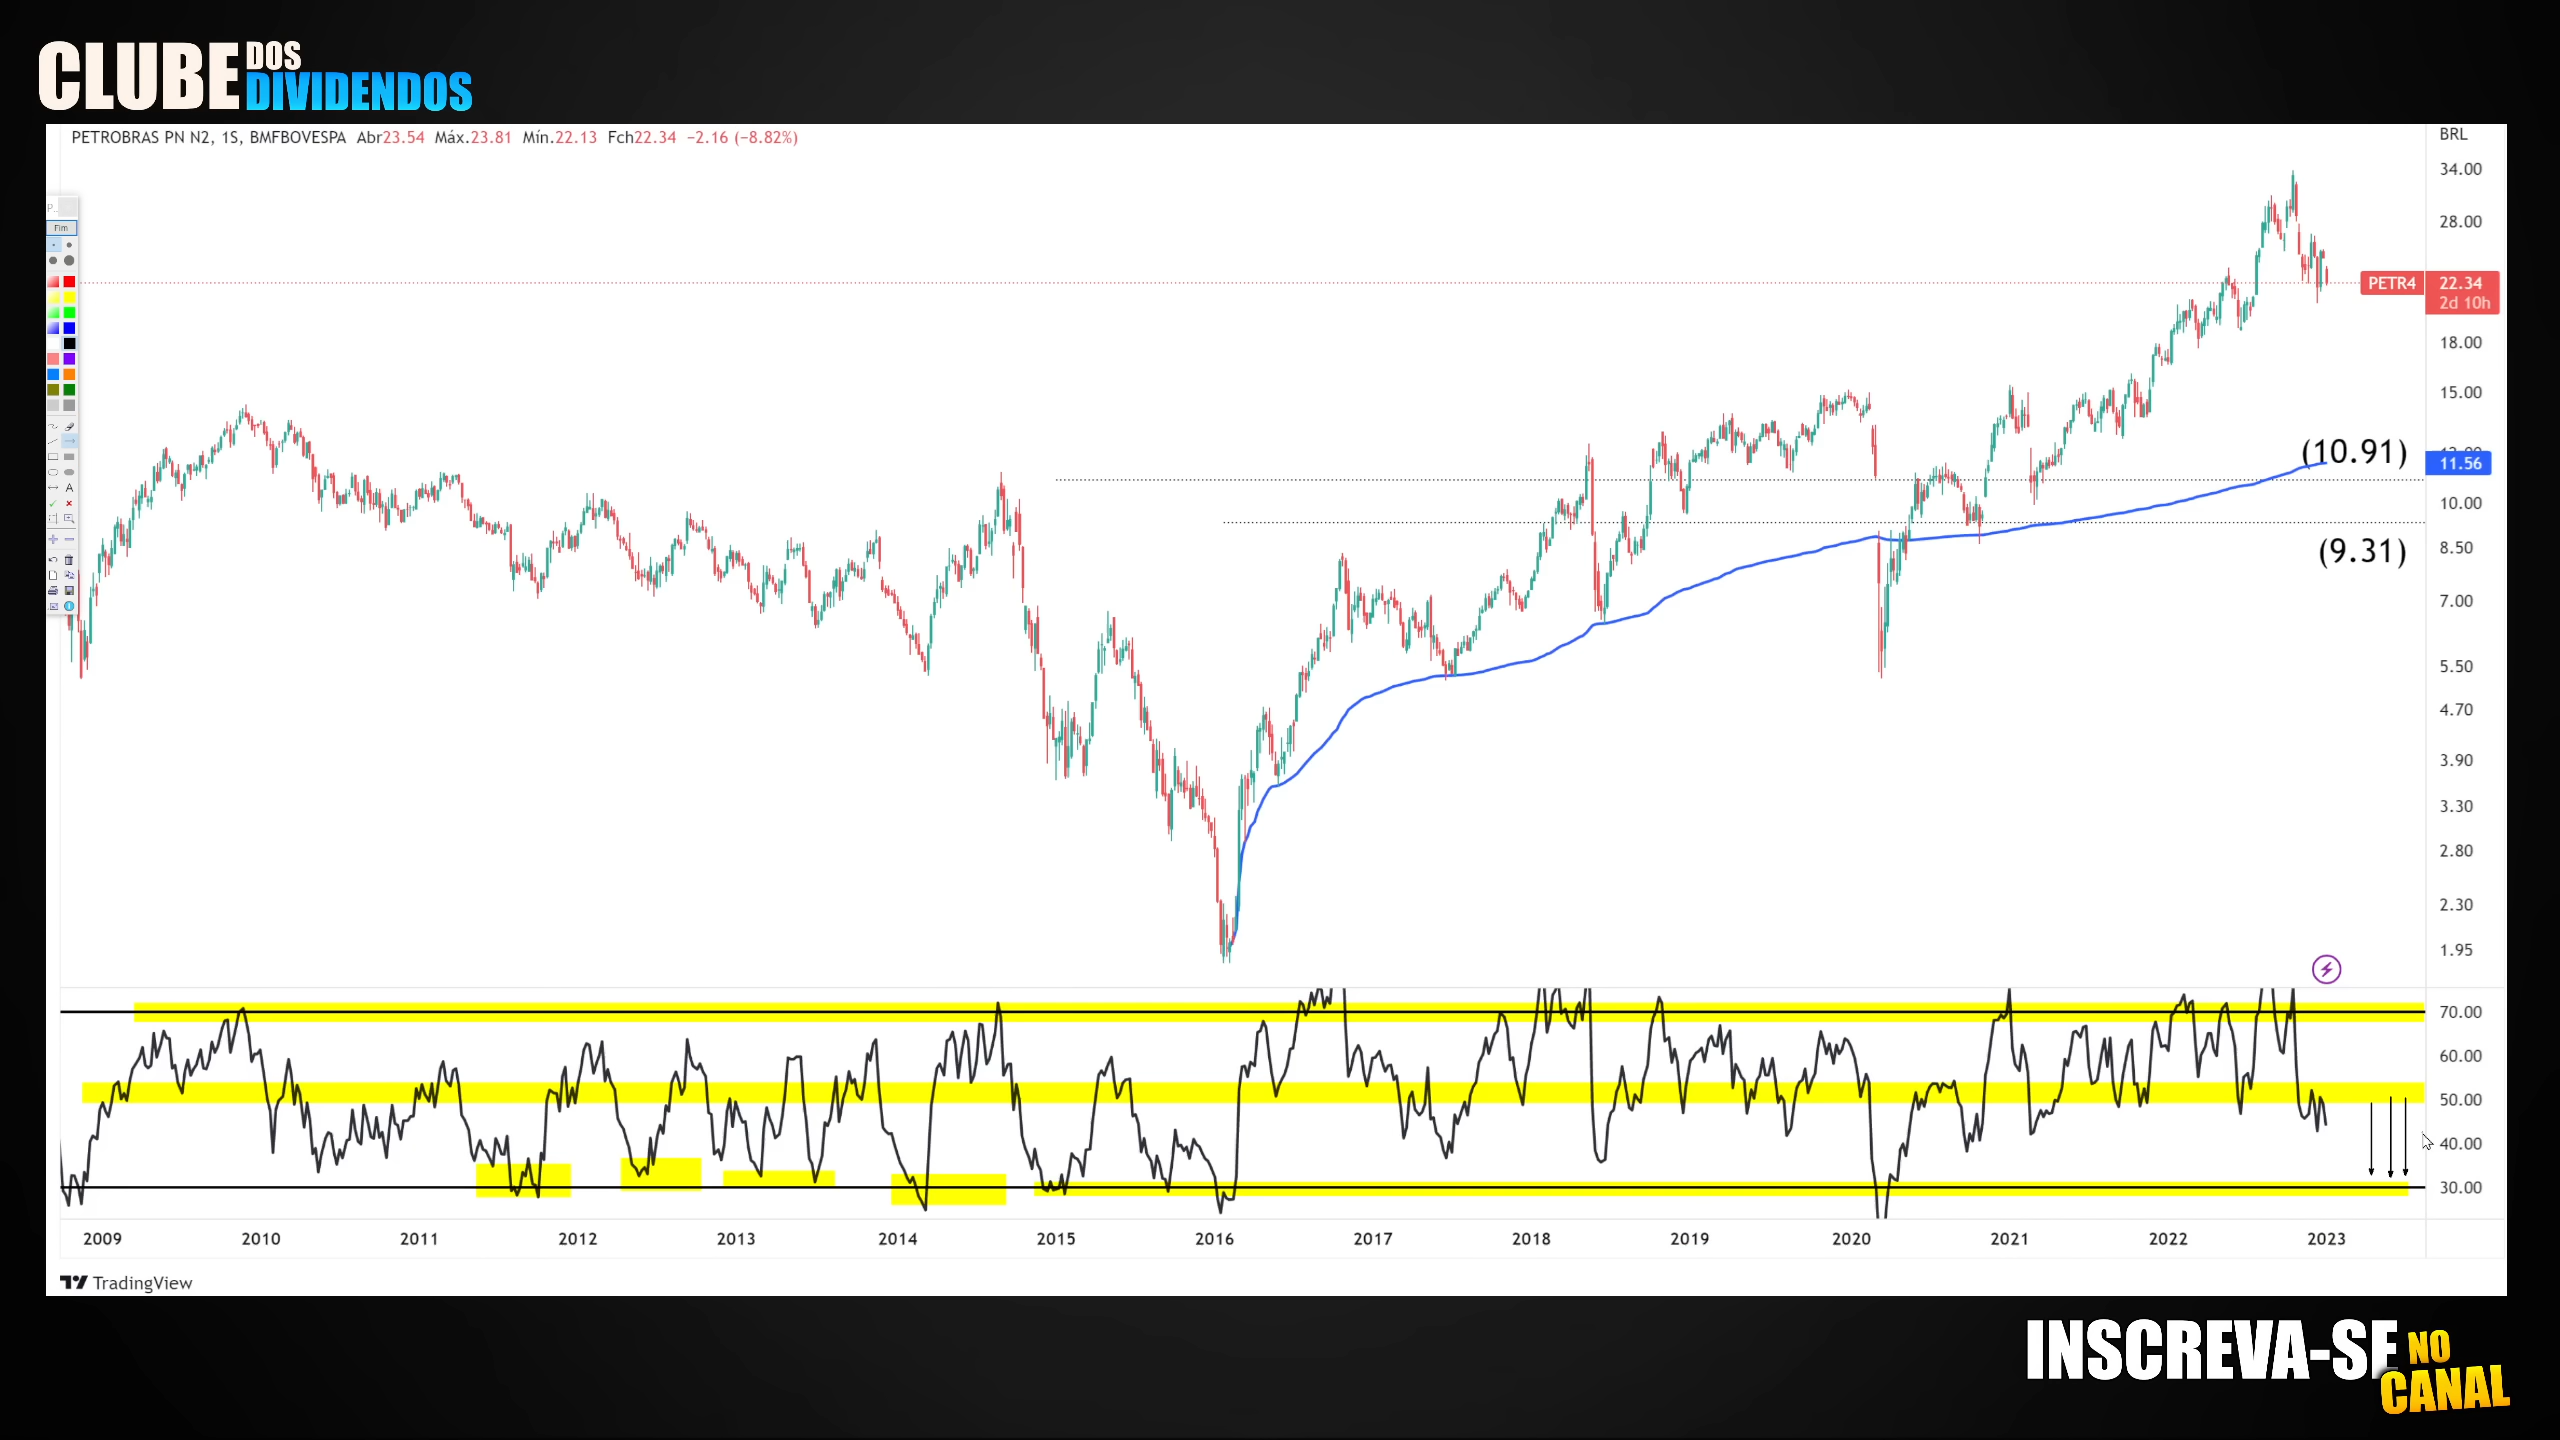 CLUBE DOS
DIVIDENDOS
PETROBRAS PN N2, 1S, BMFBOVESPA Abr23.54 Máx.23.81 Mín.22.13 Fch22.34 −2.16 (−8.82%)
BRL
34.00
28.00
PETR4 22.34
2d 10h
18.00
15.00
(10.91)
11.56
10.00
(9.31)
8.50
7.00
5.50
4.70
3.90
3.30
2.80
2.30
1.95
Fim
A
70.00
60.00
50.00
40.00
30.00
2009 2010 2011 2012 2013 2014 2015 2016 2017 2018 2019 2020 2021 2022 2023
TradingView
INSCREVA-SE NO
CANAL